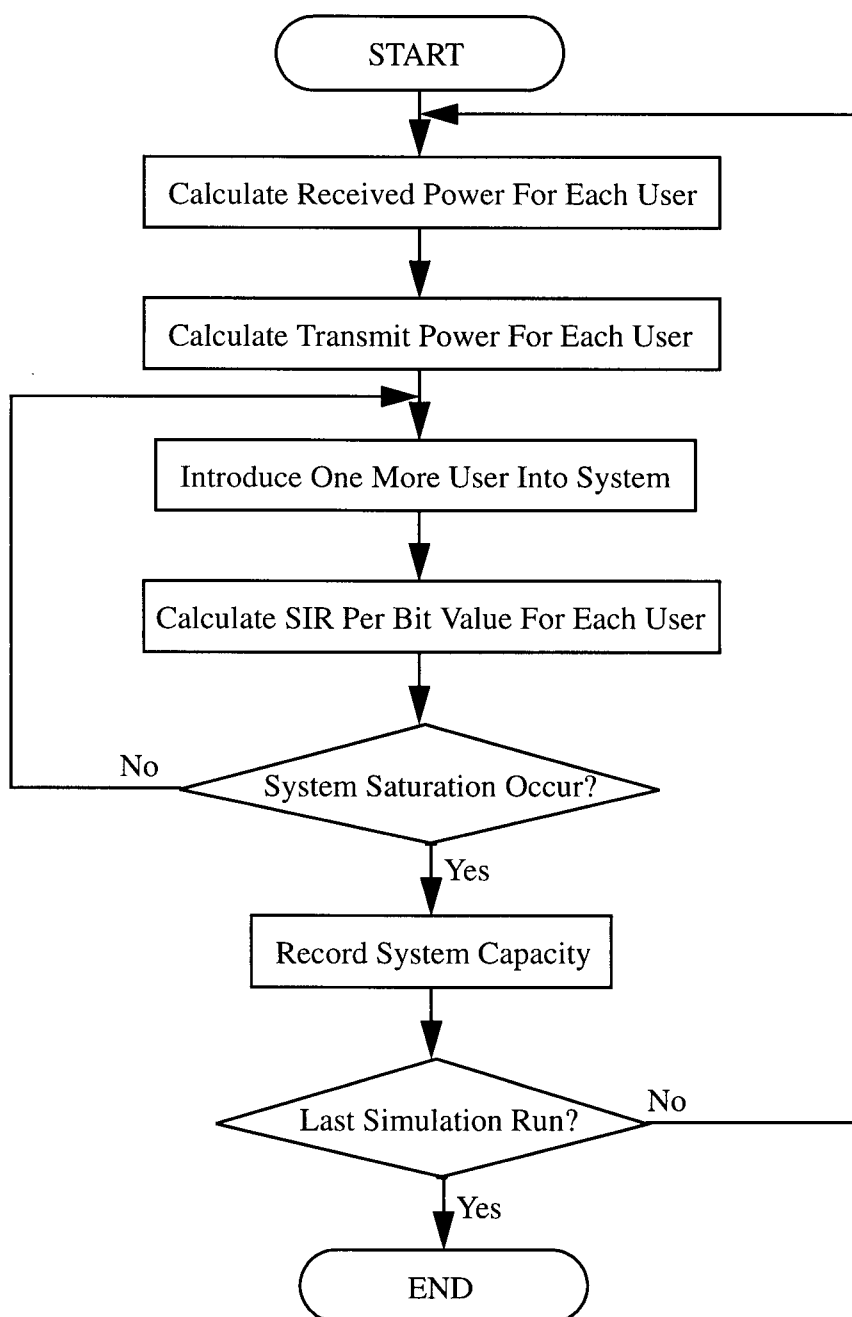 START
Calculate Received Power For Each User
Calculate Transmit Power For Each User
Introduce One More User Into System
Calculate SIR Per Bit Value For Each User
No
System Saturation Occur?
Yes
Record System Capacity
No
Last Simulation Run?
Yes
END